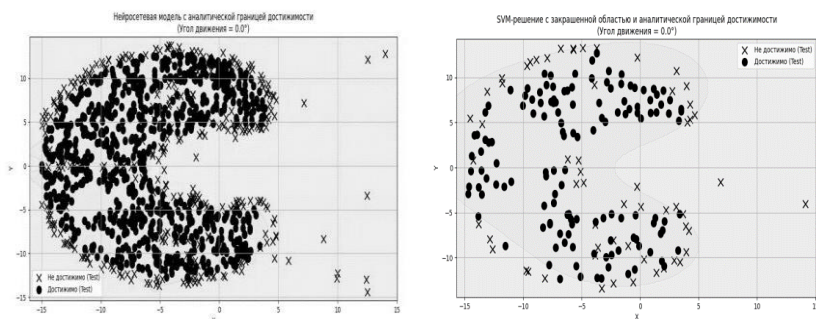 Нейросетевая модель с аналитической границей достижимости
(Угол движения = 0.0°)
10
5
0
−5
−10
−15
−15
−10
−5
0
5
10
15
Y
Не достижимо (Test)
Достижимо (Test)
SVM-решение с закрашенной областью и аналитической границей достижимости
(Угол движения = 0.0°)
Не достижимо (Test)
Достижимо (Test)
10
5
0
−5
−10
−15
−10
−5
0
5
10
15
Y
X